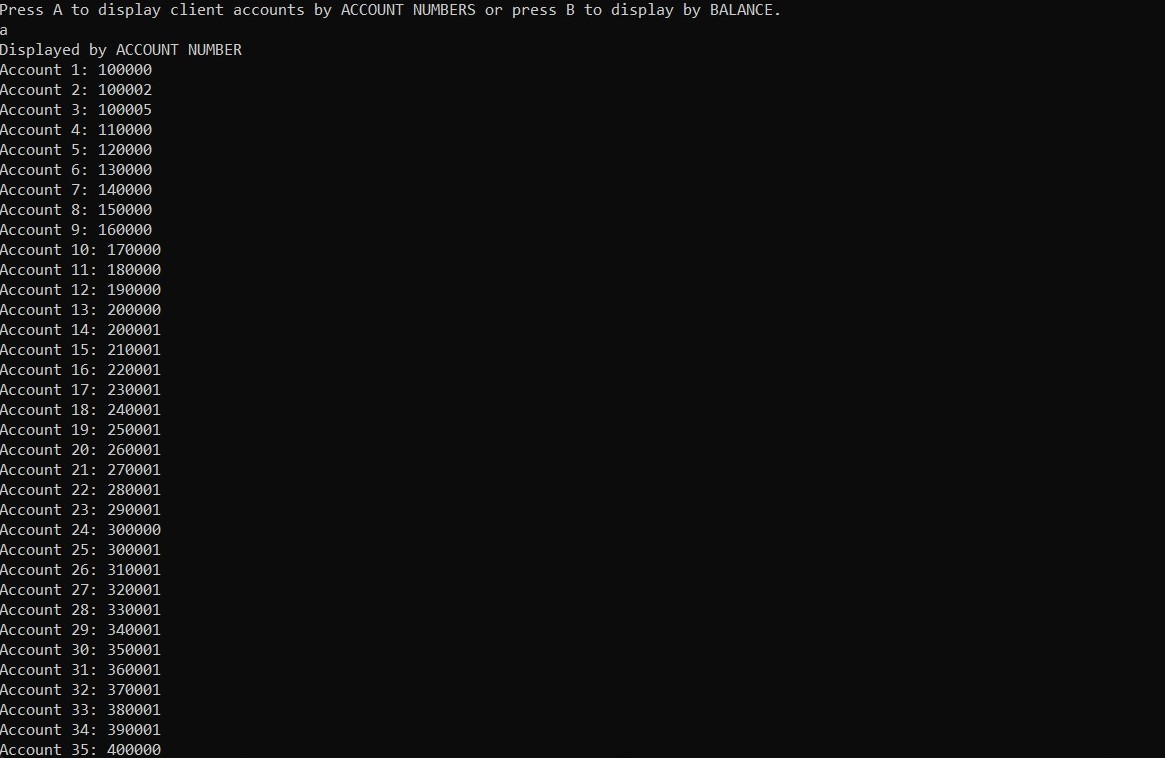 Press A to display client accounts by ACCOUNT NUMBERS or press B to display by BALANCE.
a
Displayed by ACCOUNT NUMBER
Account 1: 100000
Account 2: 100002
Account 3: 100005
Account 4: 110000
Account 5: 120000
Account 6: 130000
Account 7: 140000
Account 8: 150000
Account 9: 160000
Account 10: 170000
Account 11: 180000
Account 12: 190000
Account 13: 200000
Account 14: 200001
Account 15: 210001
Account 16: 220001
Account 17: 230001
Account 18: 240001
Account 19: 250001
Account 20: 260001
Account 21: 270001
Account 22: 280001
Account 23: 290001
Account 24: 300000
Account 25: 300001
Account 26: 310001
Account 27: 320001
Account 28: 330001
Account 29: 340001
Account 30: 350001
Account 31: 360001
Account 32: 370001
Account 33: 380001
Account 34: 390001
Account 35: 400000